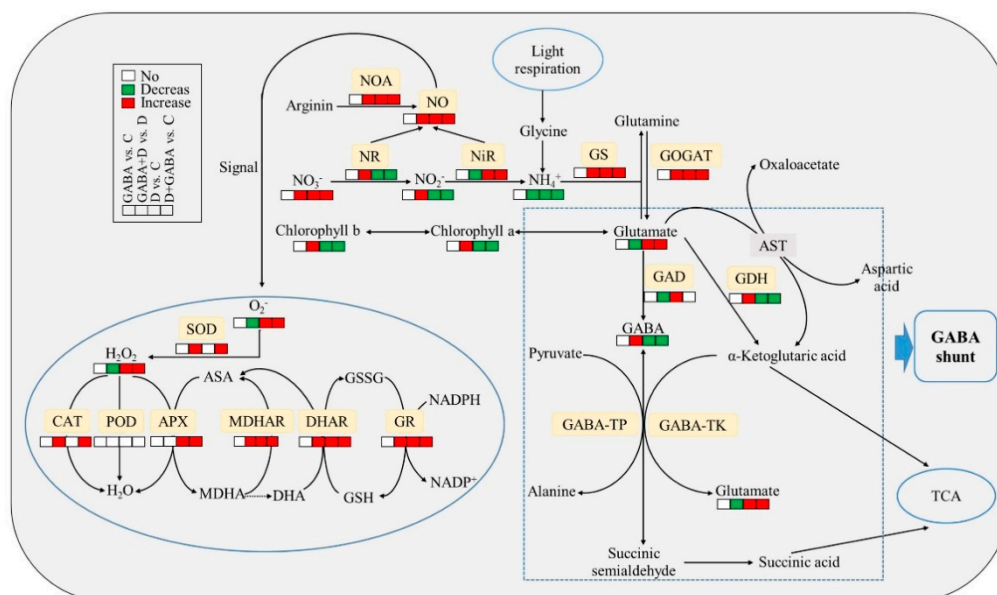 No
Decreas
Increase
GABA vs. C
GABA+D vs. D
D vs. C
D+GABA vs. C
Light
respiration
NOA
Arginin
NO
Signal
Glycine
Glutamine
NR
NiR
GS
GOGAT
Oxaloacetate
NO₃⁻
NO₂⁻
NH₄⁺
Chlorophyll b
Chlorophyll a
Glutamate
AST
Aspartic
acid
GAD
GDH
GABA
Pyruvate
α-Ketoglutaric acid
GABA
shunt
O₂⁻
SOD
H₂O₂
ASA
GSSG
NADPH
CAT
POD
APX
MDHAR
DHAR
GR
GABA-TP
GABA-TK
H₂O
MDHA
DHA
GSH
NADP⁺
Alanine
Glutamate
TCA
Succinic
semialdehyde
Succinic acid